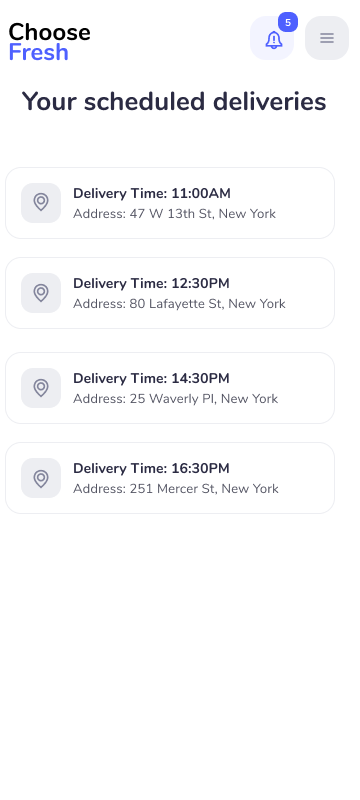 Choose
Fresh
5
Your scheduled deliveries
Delivery Time: 11:00AM
Address: 47 W 13th St, New York
Delivery Time: 12:30PM
Address: 80 Lafayette St, New York
Delivery Time: 14:30PM
Address: 25 Waverly Pl, New York
Delivery Time: 16:30PM
Address: 251 Mercer St, New York